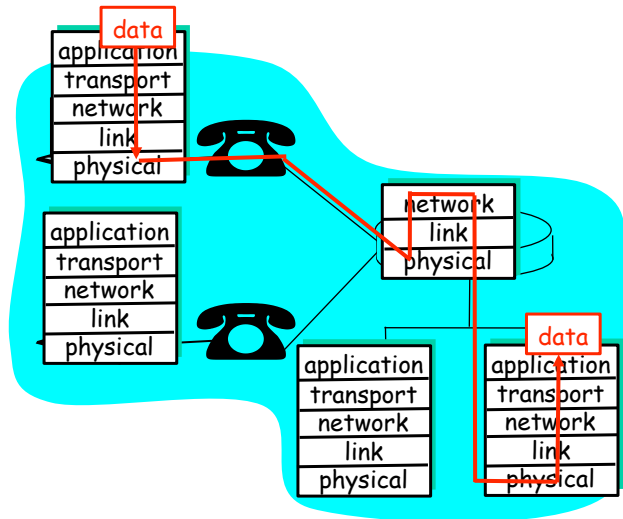 data
application
transport
network
link
physical
network
link
physical
application
transport
network
link
physical
data
application
transport
network
link
physical
application
transport
network
link
physical